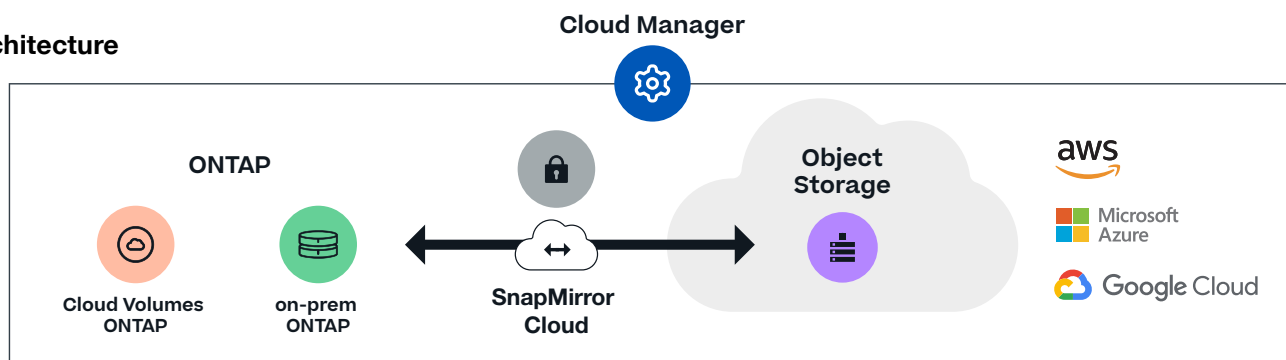 Cloud Manager
chitecture
ONTAP
Object
Storage
aws
Microsoft
Azure
Google Cloud
Cloud Volumes
ONTAP
on-prem
ONTAP
SnapMirror
Cloud